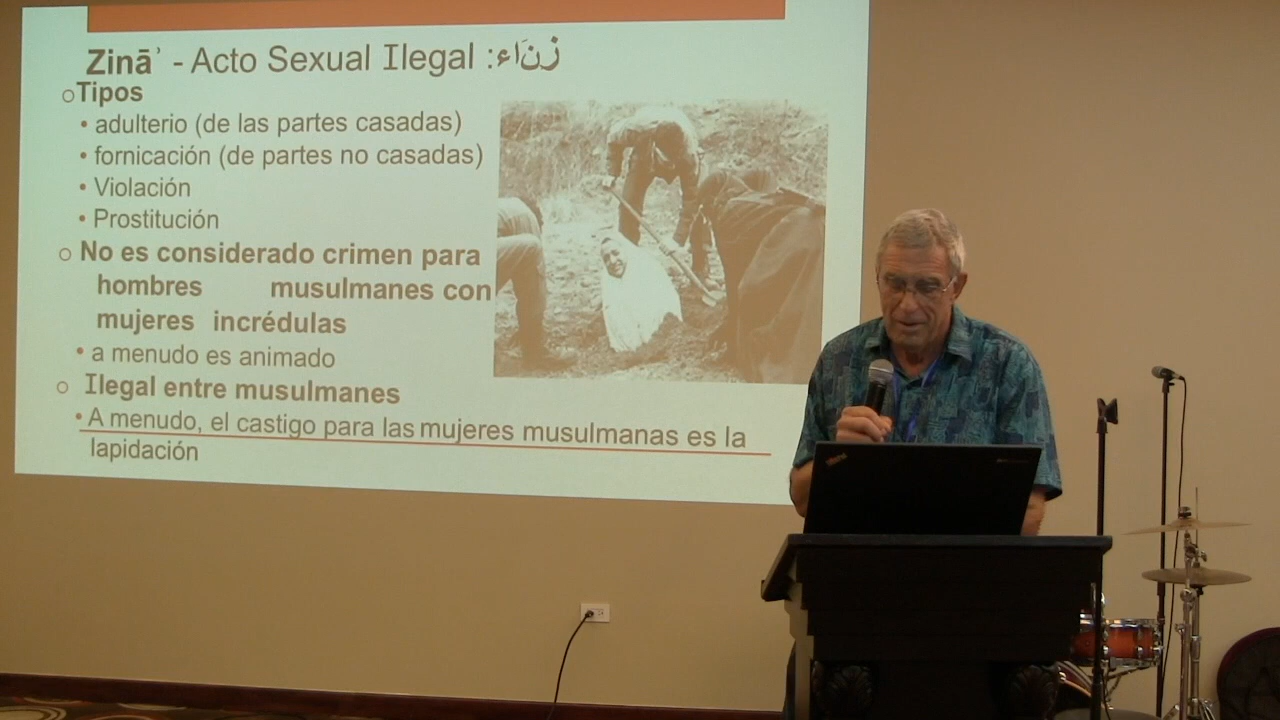 Zināʾ - Acto Sexual Ilegal :زنَاء
○Tipos
• adulterio (de las partes casadas)
• fornicación (de partes no casadas)
• Violación
• Prostitución
○ No es considerado crimen para
hombres musulmanes con
mujeres incrédulas
• a menudo es animado
○ Ilegal entre musulmanes
• A menudo, el castigo para las mujeres musulmanas es la
lapidación